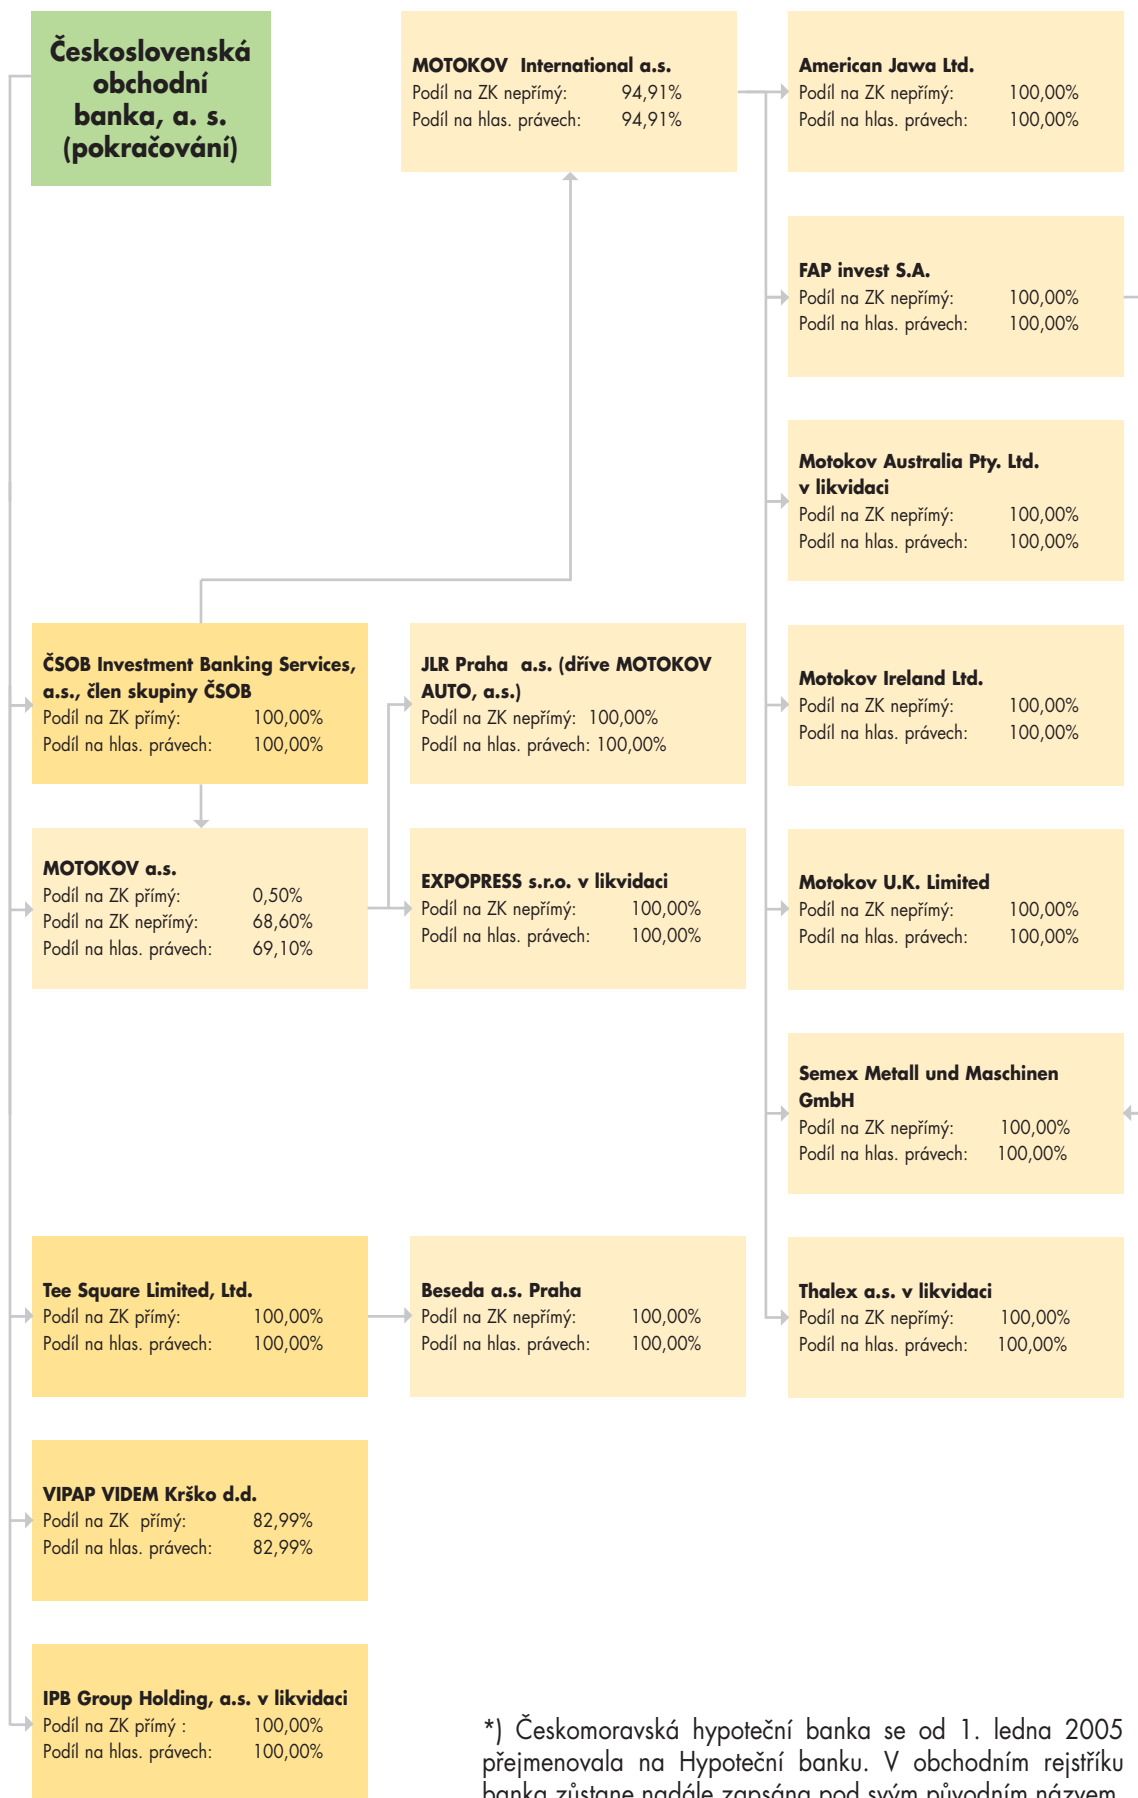 Československá
obchodní
banka, a. s.
(pokračování)
MOTOKOV International a.s.
Podíl na ZK nepřímý: 94,91%
Podíl na hlas. právech: 94,91%
American Jawa Ltd.
Podíl na ZK nepřímý: 100,00%
Podíl na hlas. právech: 100,00%
FAP invest S.A.
Podíl na ZK nepřímý: 100,00%
Podíl na hlas. právech: 100,00%
Motokov Australia Pty. Ltd.
v likvidaci
Podíl na ZK nepřímý: 100,00%
Podíl na hlas. právech: 100,00%
ČSOB Investment Banking Services,
a.s., člen skupiny ČSOB
Podíl na ZK přímý: 100,00%
Podíl na hlas. právech: 100,00%
JLR Praha a.s. (dříve MOTOKOV
AUTO, a.s.)
Podíl na ZK nepřímý: 100,00%
Podíl na hlas. právech: 100,00%
Motokov Ireland Ltd.
Podíl na ZK nepřímý: 100,00%
Podíl na hlas. právech: 100,00%
MOTOKOV a.s.
Podíl na ZK přímý: 0,50%
Podíl na ZK nepřímý: 68,60%
Podíl na hlas. právech: 69,10%
EXPOPRESS s.r.o. v likvidaci
Podíl na ZK nepřímý: 100,00%
Podíl na hlas. právech: 100,00%
Motokov U.K. Limited
Podíl na ZK nepřímý: 100,00%
Podíl na hlas. právech: 100,00%
Semex Metall und Maschinen
GmbH
Podíl na ZK nepřímý: 100,00%
Podíl na hlas. právech: 100,00%
Tee Square Limited, Ltd.
Podíl na ZK přímý: 100,00%
Podíl na hlas. právech: 100,00%
Beseda a.s. Praha
Podíl na ZK nepřímý: 100,00%
Podíl na hlas. právech: 100,00%
Thalex a.s. v likvidaci
Podíl na ZK nepřímý: 100,00%
Podíl na hlas. právech: 100,00%
VIPAP VIDEM Krško d.d.
Podíl na ZK přímý: 82,99%
Podíl na hlas. právech: 82,99%
IPB Group Holding, a.s. v likvidaci
Podíl na ZK přímý : 100,00%
Podíl na hlas. právech: 100,00%
*) Českomoravská hypoteční banka se od 1. ledna 2005
přejmenovala na Hypoteční banku. V obchodním rejstříku
banka zůstane nadále zapsána pod svým původním názvem.